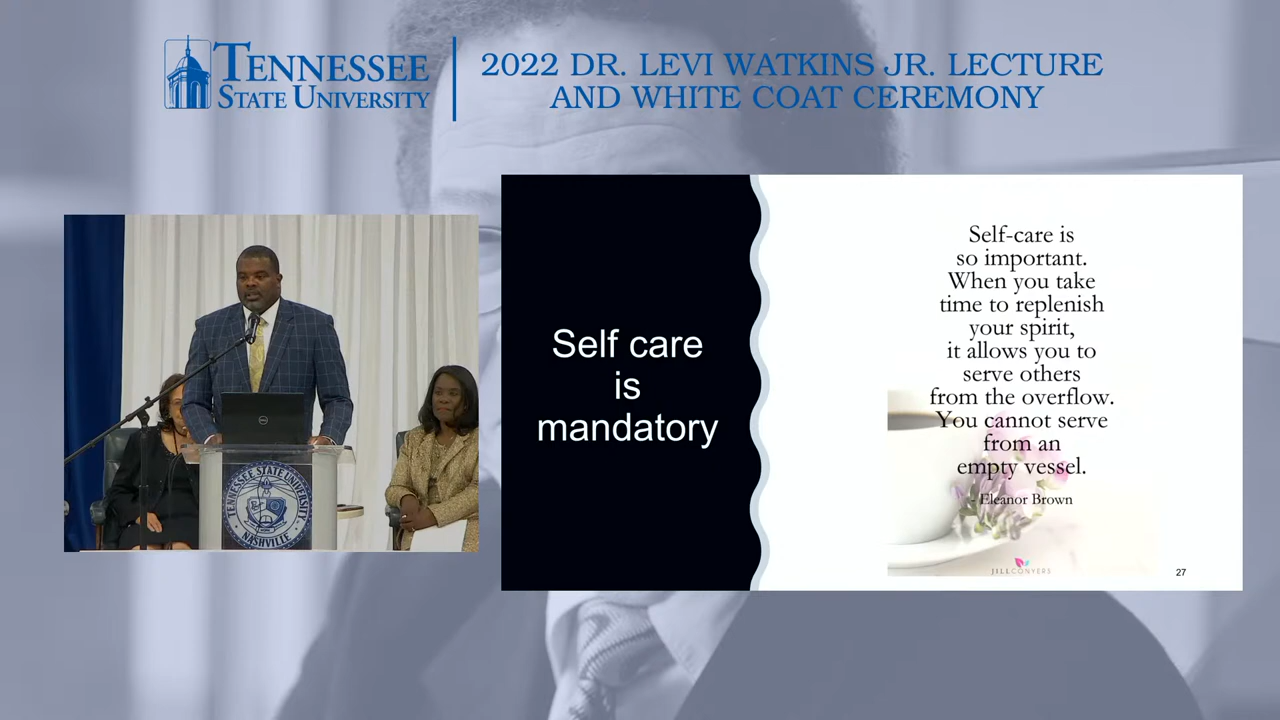 TENNESSEE
STATE UNIVERSITY
2022 DR. LEVI WATKINS JR. LECTURE
AND WHITE COAT CEREMONY
Self care
is
mandatory
Self-care is
so important.
When you take
time to replenish
your spirit,
it allows you to
serve others
from the overflow.
You cannot serve
from an
empty vessel.
- Eleanor Brown
JILL CONYERS
27
DELL
TENNESSEE STATE UNIVERSITY
NASHVILLE